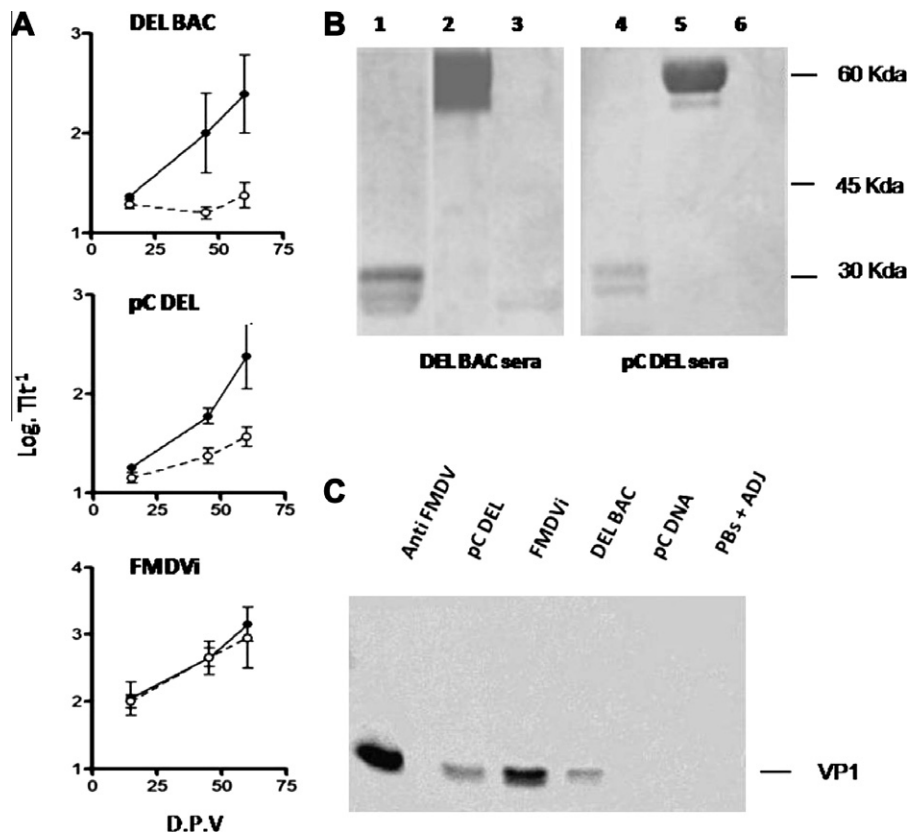 A
DEL BAC
3
2
1
0 25 50 75
pC DEL
3
2
1
0 25 50 75
FMDVi
4
3
2
1
0 25 50 75
Log. TIt-1
D.P.V
B
1 2 3 4 5 6
60 Kda
45 Kda
30 Kda
DEL BAC sera pC DEL sera
C
Anti FMDV pC DEL FMDVi DEL BAC pC DNA PBs + ADJ
VP1